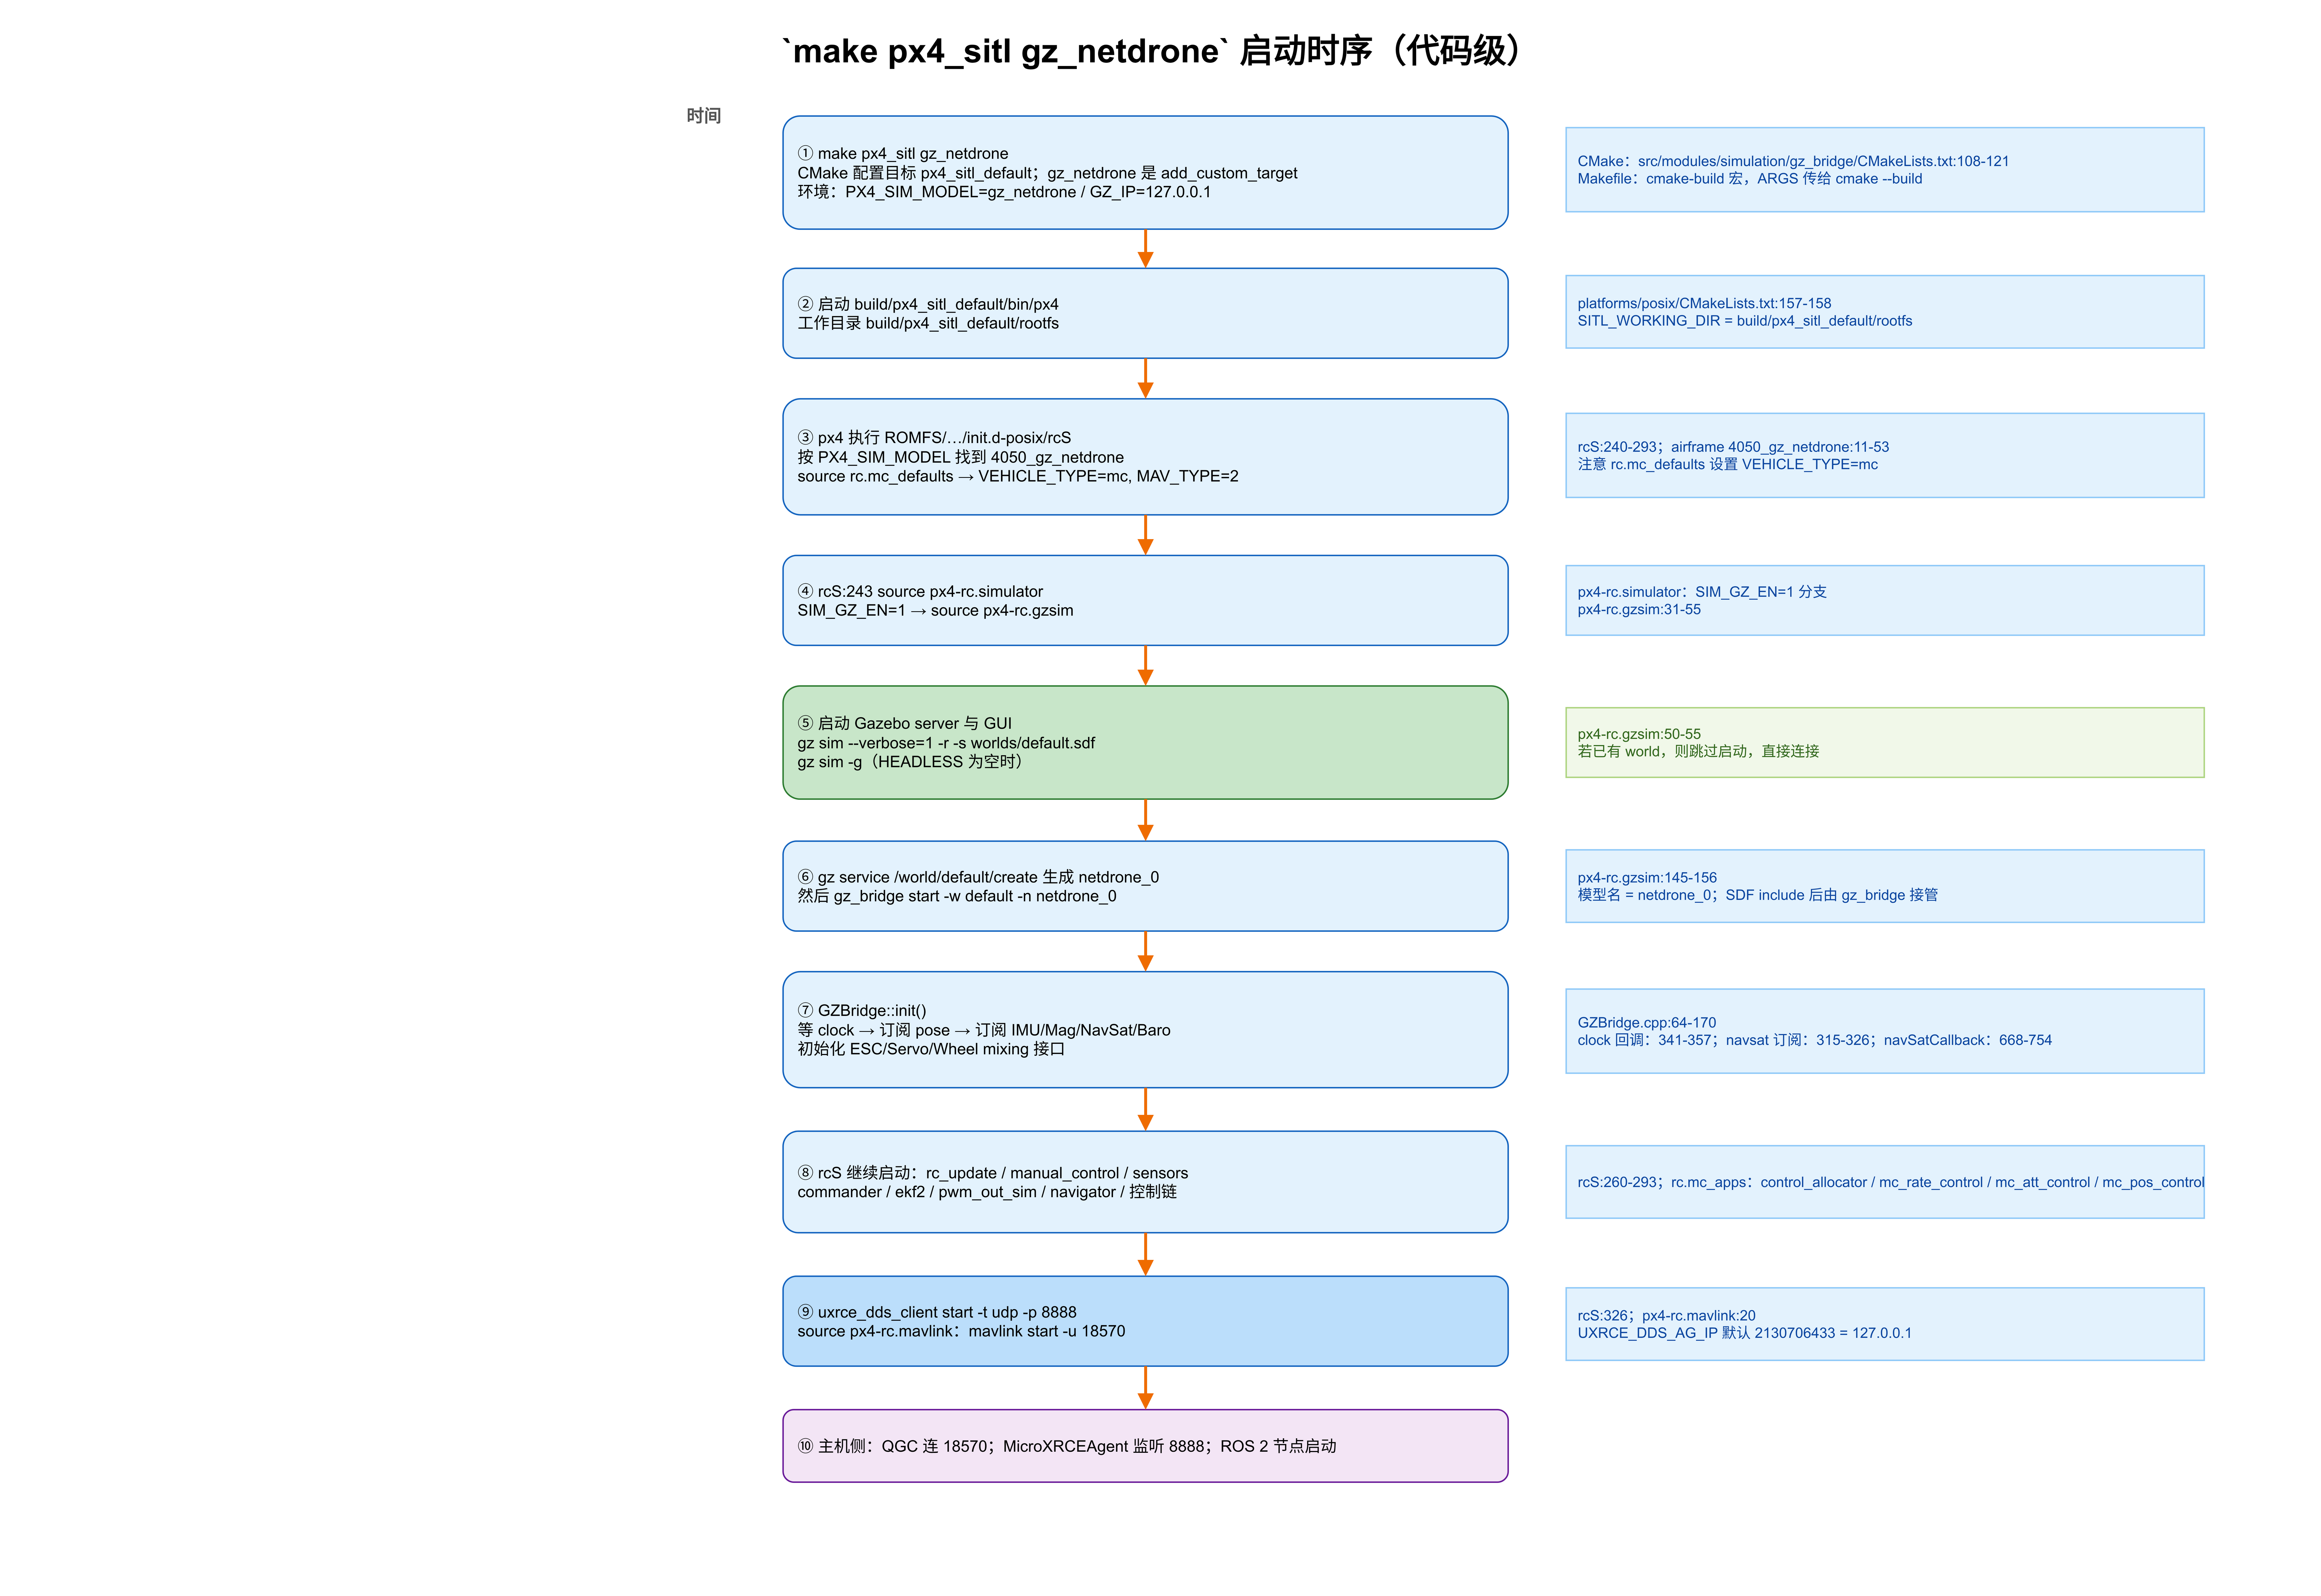 `make px4_sitl gz_netdrone` 启动时序（代码级）
时间
① make px4_sitl gz_netdrone
CMake 配置目标 px4_sitl_default；gz_netdrone 是 add_custom_target
环境：PX4_SIM_MODEL=gz_netdrone / GZ_IP=127.0.0.1
CMake：src/modules/simulation/gz_bridge/CMakeLists.txt:108-121
Makefile：cmake-build 宏，ARGS 传给 cmake --build
② 启动 build/px4_sitl_default/bin/px4
工作目录 build/px4_sitl_default/rootfs
platforms/posix/CMakeLists.txt:157-158
SITL_WORKING_DIR = build/px4_sitl_default/rootfs
③ px4 执行 ROMFS/…/init.d-posix/rcS
按 PX4_SIM_MODEL 找到 4050_gz_netdrone
source rc.mc_defaults → VEHICLE_TYPE=mc, MAV_TYPE=2
rcS:240-293；airframe 4050_gz_netdrone:11-53
注意 rc.mc_defaults 设置 VEHICLE_TYPE=mc
④ rcS:243 source px4-rc.simulator
SIM_GZ_EN=1 → source px4-rc.gzsim
px4-rc.simulator：SIM_GZ_EN=1 分支
px4-rc.gzsim:31-55
⑤ 启动 Gazebo server 与 GUI
gz sim --verbose=1 -r -s worlds/default.sdf
gz sim -g（HEADLESS 为空时）
px4-rc.gzsim:50-55
若已有 world，则跳过启动，直接连接
⑥ gz service /world/default/create 生成 netdrone_0
然后 gz_bridge start -w default -n netdrone_0
px4-rc.gzsim:145-156
模型名 = netdrone_0；SDF include 后由 gz_bridge 接管
⑦ GZBridge::init()
等 clock → 订阅 pose → 订阅 IMU/Mag/NavSat/Baro
初始化 ESC/Servo/Wheel mixing 接口
GZBridge.cpp:64-170
clock 回调：341-357；navsat 订阅：315-326；navSatCallback：668-754
⑧ rcS 继续启动：rc_update / manual_control / sensors
commander / ekf2 / pwm_out_sim / navigator / 控制链
rcS:260-293；rc.mc_apps：control_allocator / mc_rate_control / mc_att_control / mc_pos_control
⑨ uxrce_dds_client start -t udp -p 8888
source px4-rc.mavlink：mavlink start -u 18570
rcS:326；px4-rc.mavlink:20
UXRCE_DDS_AG_IP 默认 2130706433 = 127.0.0.1
⑩ 主机侧：QGC 连 18570；MicroXRCEAgent 监听 8888；ROS 2 节点启动